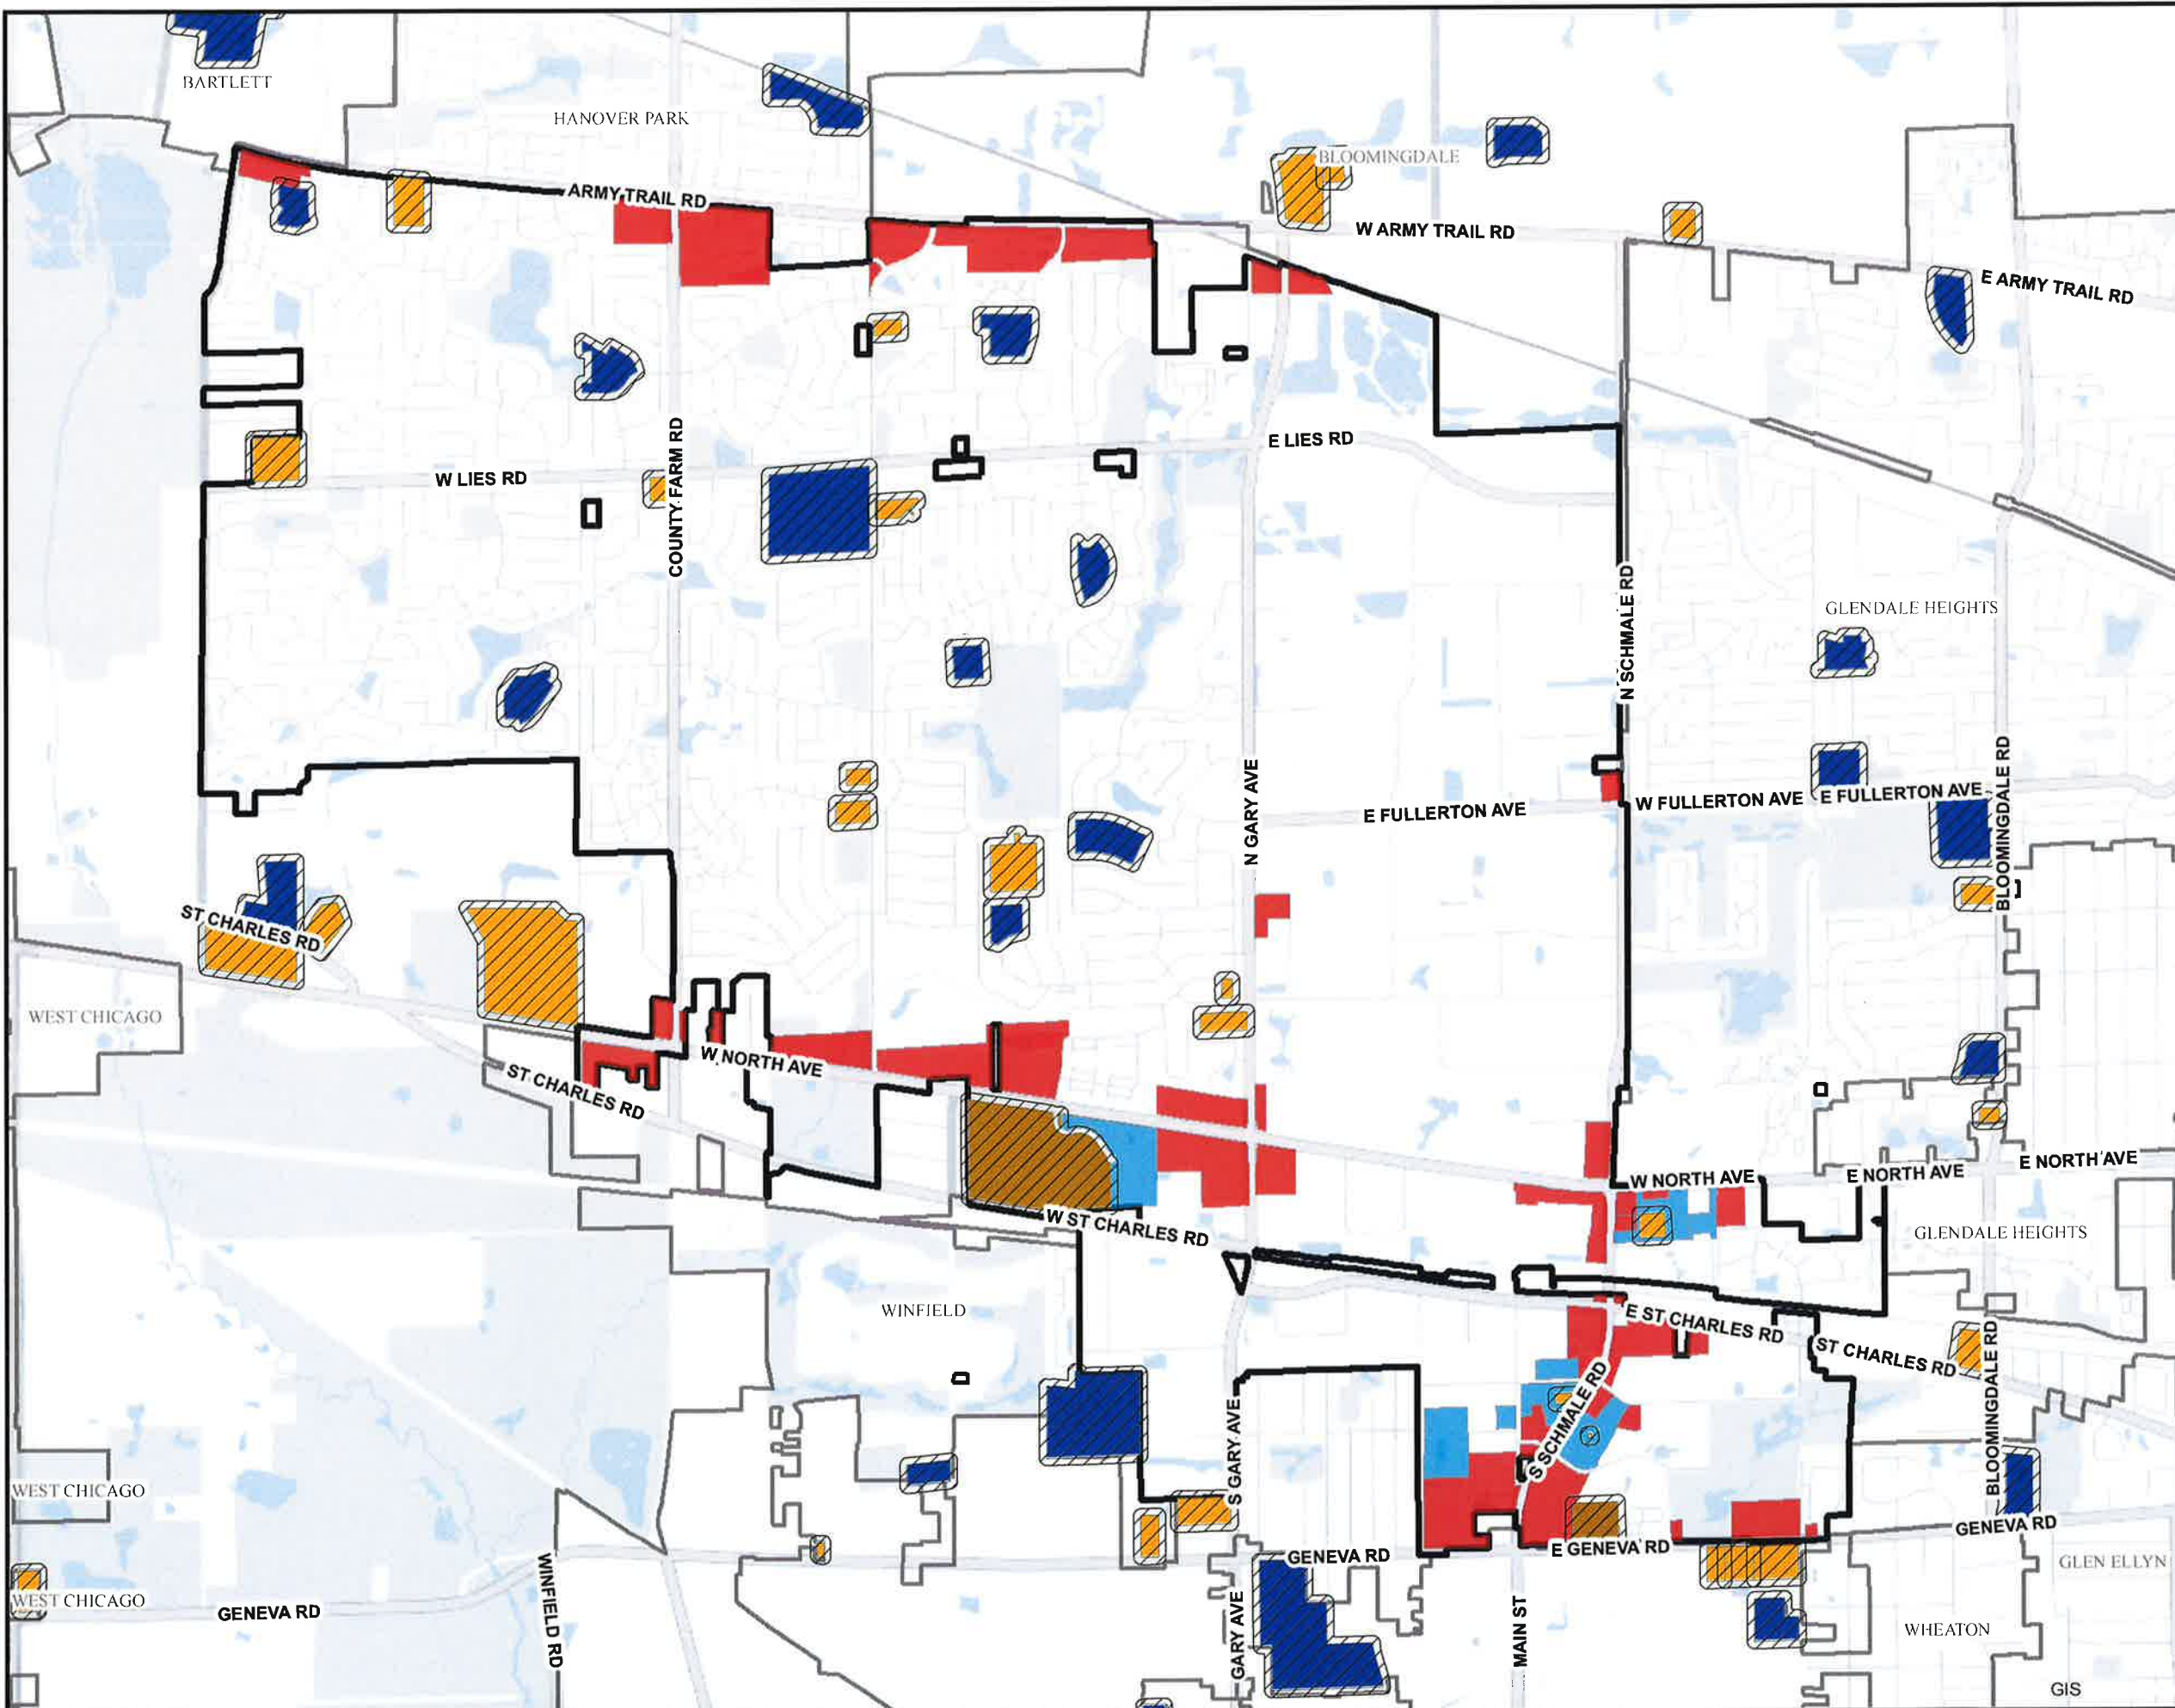 BARTLETT
HANOVER PARK
BLOOMINGDALE
ARMY TRAIL RD
W ARMY TRAIL RD
E ARMY TRAIL RD
E LIES RD
W LIES RD
COUNTY FARM RD
N SCHMALE RD
GLENDALE HEIGHTS
N GARY AVE
BLOOMINGDALE RD
E FULLERTON AVE
W FULLERTON AVE
E FULLERTON AVE
ST CHARLES RD
WEST CHICAGO
W NORTH AVE
ST CHARLES RD
W NORTH AVE
E NORTH AVE
E NORTH AVE
W ST CHARLES RD
GLENDALE HEIGHTS
WINFIELD
E ST CHARLES RD
ST CHARLES RD
S SCHMALE RD
S GARY AVE
BLOOMINGDALE RD
WEST CHICAGO
GENEVA RD
E GENEVA RD
GENEVA RD
GLEN ELLYN
WEST CHICAGO
GENEVA RD
WINFIELD RD
GARY AVE
MAIN ST
WHEATON
GIS